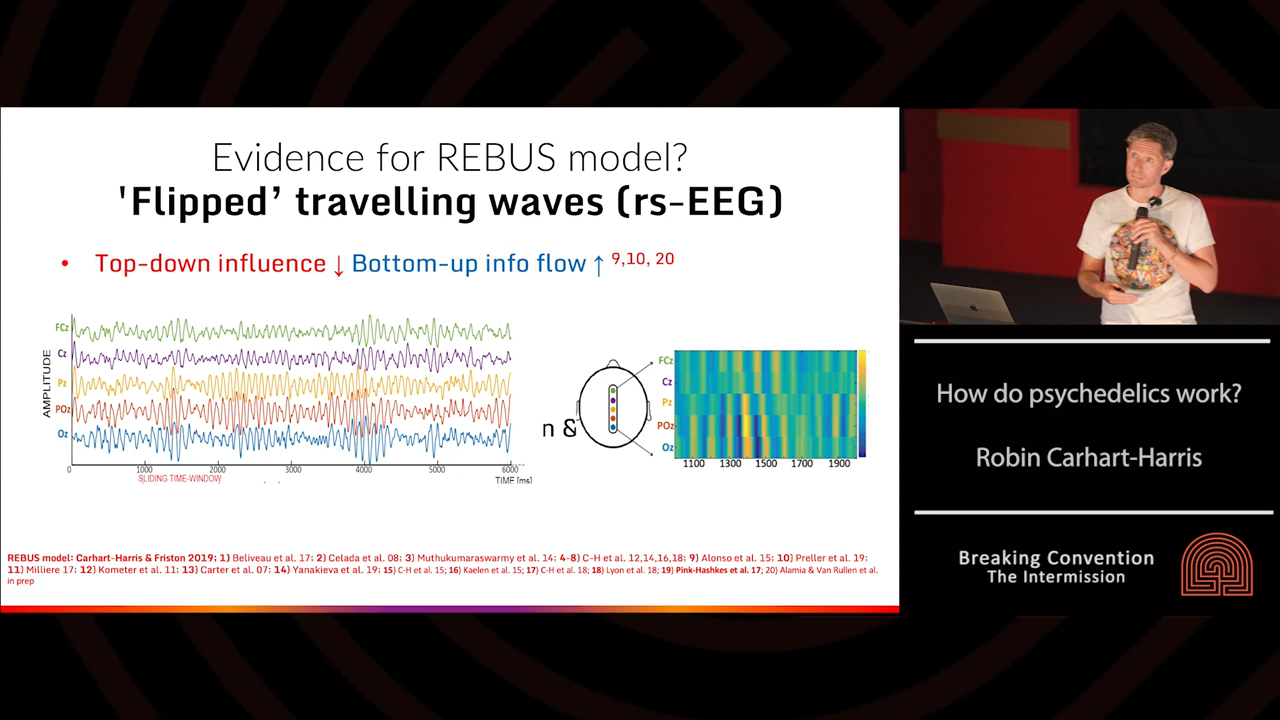 Evidence for REBUS model?
'Flipped’ travelling waves (rs-EEG)
• Top-down influence ↓ Bottom-up info flow ↑ 9,10, 20
AMPLITUDE
FCz
Cz
Pz
POz
Oz
0 1000 2000 3000 4000 5000 6000
SLIDING TIME-WINDOW
TIME [ms]
n &
FCz
Cz
Pz
POz
Oz
1100 1300 1500 1700 1900
REBUS model: Carhart-Harris & Friston 2019; 1) Beliveau et al. 17; 2) Celada et al. 08; 3) Muthukumaraswarmy et al. 14; 4-8) C-H et al. 12,14,16,18; 9) Alonso et al. 15; 10) Preller et al. 19;
11) Milliere 17; 12) Kometer et al. 11; 13) Carter et al. 07; 14) Yanakieva et al. 19; 15) C-H et al. 15; 16) Kaelen et al. 15; 17) C-H et al. 18; 18) Lyon et al. 18; 19) Pink-Hashkes et al. 17; 20) Alamia & Van Rullen et al.
in prep
How do psychedelics work?
Robin Carhart-Harris
Breaking Convention
The Intermission